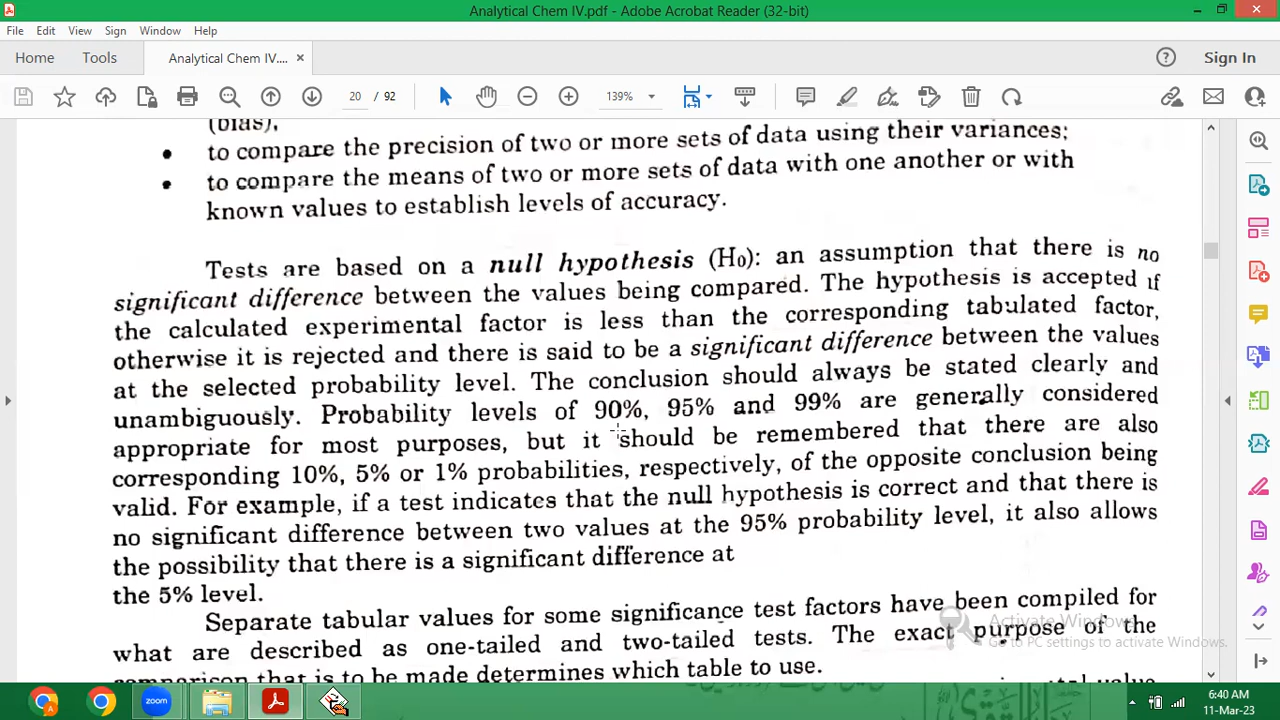 Analytical Chem IV.pdf - Adobe Acrobat Reader (32-bit)
File Edit View Sign Window Help
Home Tools Analytical Chem IV.... × Sign In
20 / 92 139%
(bias);
• to compare the precision of two or more sets of data using their variances;
• to compare the means of two or more sets of data with one another or with
known values to establish levels of accuracy.
Tests are based on a null hypothesis (H0): an assumption that there is no
significant difference between the values being compared. The hypothesis is accepted if
the calculated experimental factor is less than the corresponding tabulated factor,
otherwise it is rejected and there is said to be a significant difference between the values
at the selected probability level. The conclusion should always be stated clearly and
unambiguously. Probability levels of 90%, 95% and 99% are generally considered
appropriate for most purposes, but it should be remembered that there are also
corresponding 10%, 5% or 1% probabilities, respectively, of the opposite conclusion being
valid. For example, if a test indicates that the null hypothesis is correct and that there is
no significant difference between two values at the 95% probability level, it also allows
the possibility that there is a significant difference at
the 5% level.
Separate tabular values for some significance test factors have been compiled for
what are described as one-tailed and two-tailed tests. The exact purpose of the
comparison that is to be made determines which table to use.
Activate Windows
Go to PC settings to activate Windows.
zoom
6:40 AM
11-Mar-23